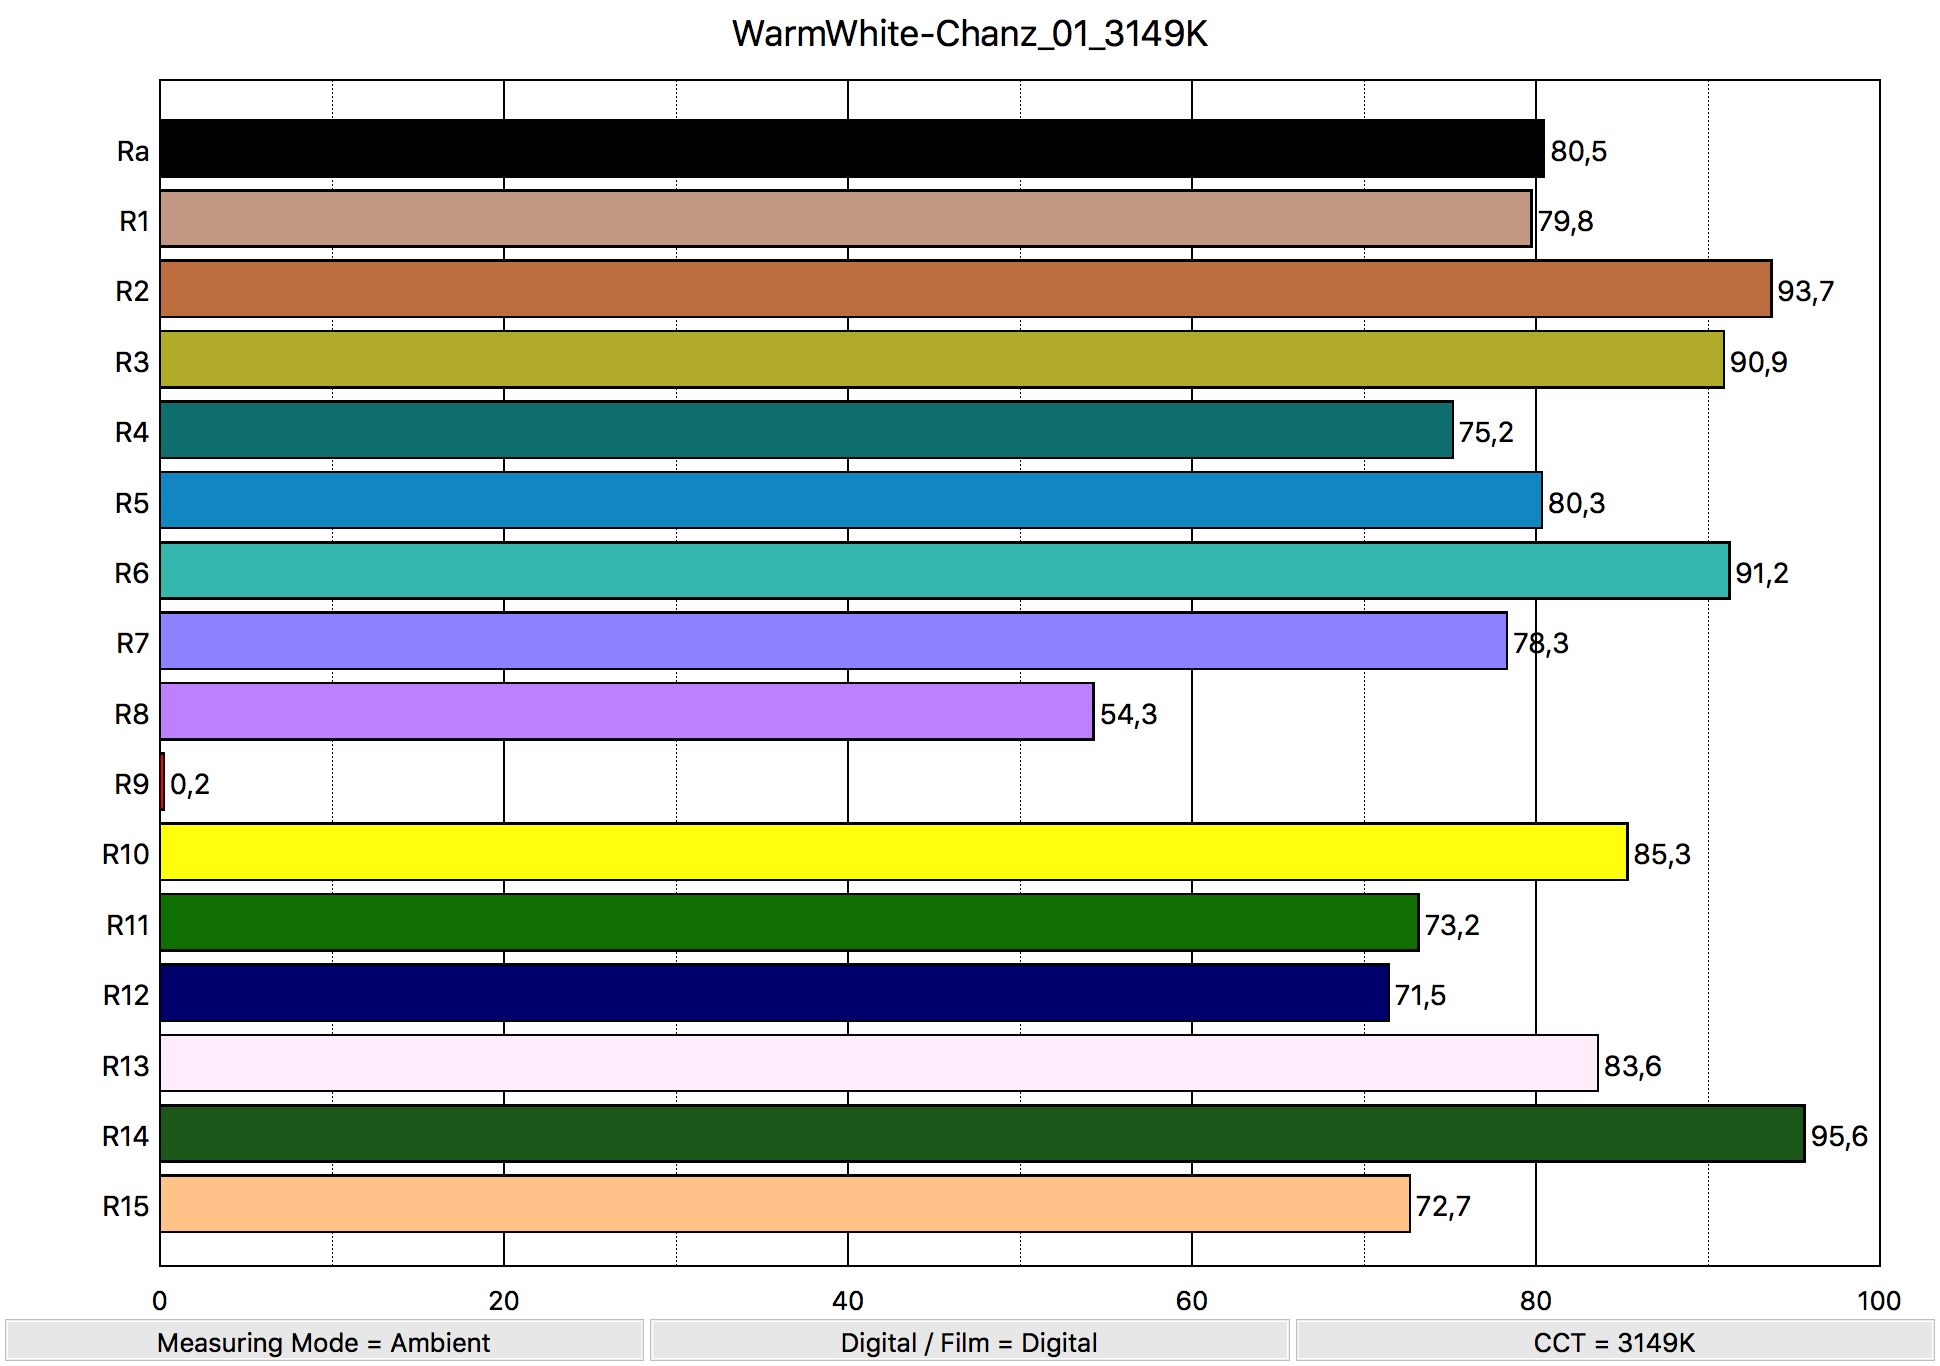 WarmWhite-Chanz_01_3149K
Ra 80,5
R1 79,8
R2 93,7
R3 90,9
R4 75,2
R5 80,3
R6 91,2
R7 78,3
R8 54,3
R9 0,2
R10 85,3
R11 73,2
R12 71,5
R13 83,6
R14 95,6
R15 72,7
0 20 40 60 80 100
Measuring Mode = Ambient Digital / Film = Digital CCT = 3149K